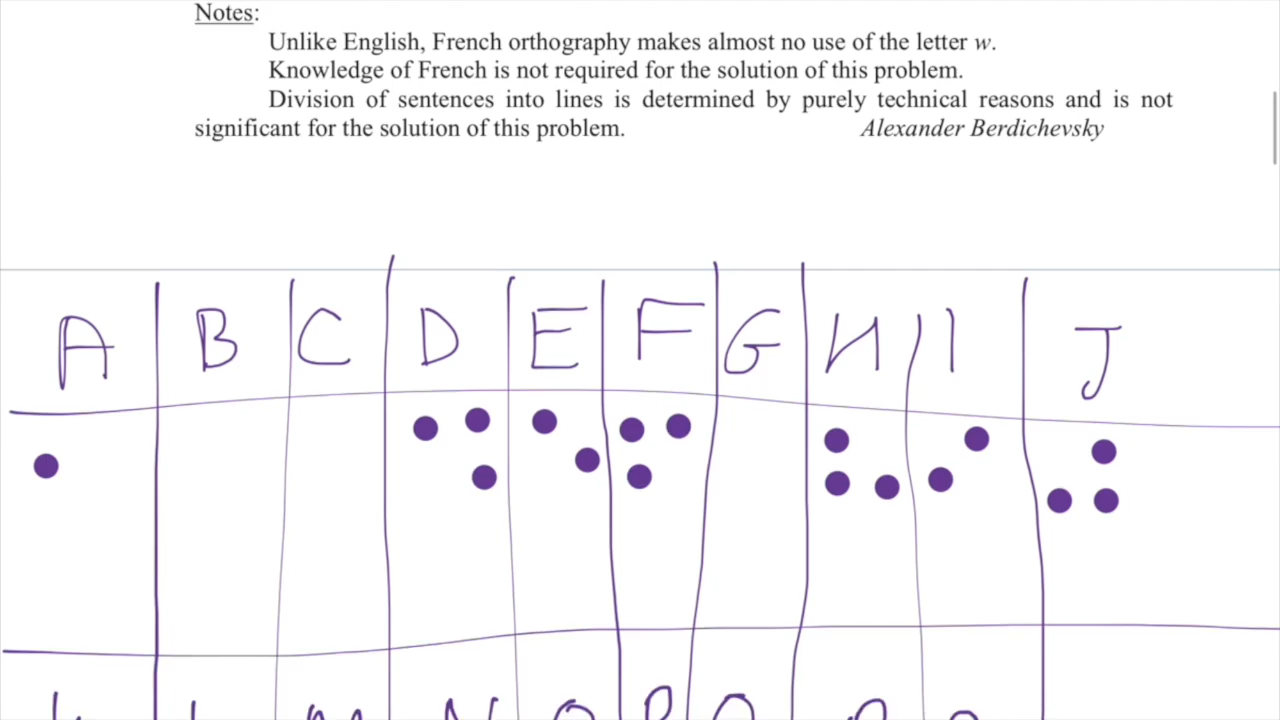 Notes:
Unlike English, French orthography makes almost no use of the letter w.
Knowledge of French is not required for the solution of this problem.
Division of sentences into lines is determined by purely technical reasons and is not
significant for the solution of this problem. Alexander Berdichevsky
A B C D E F G H I J